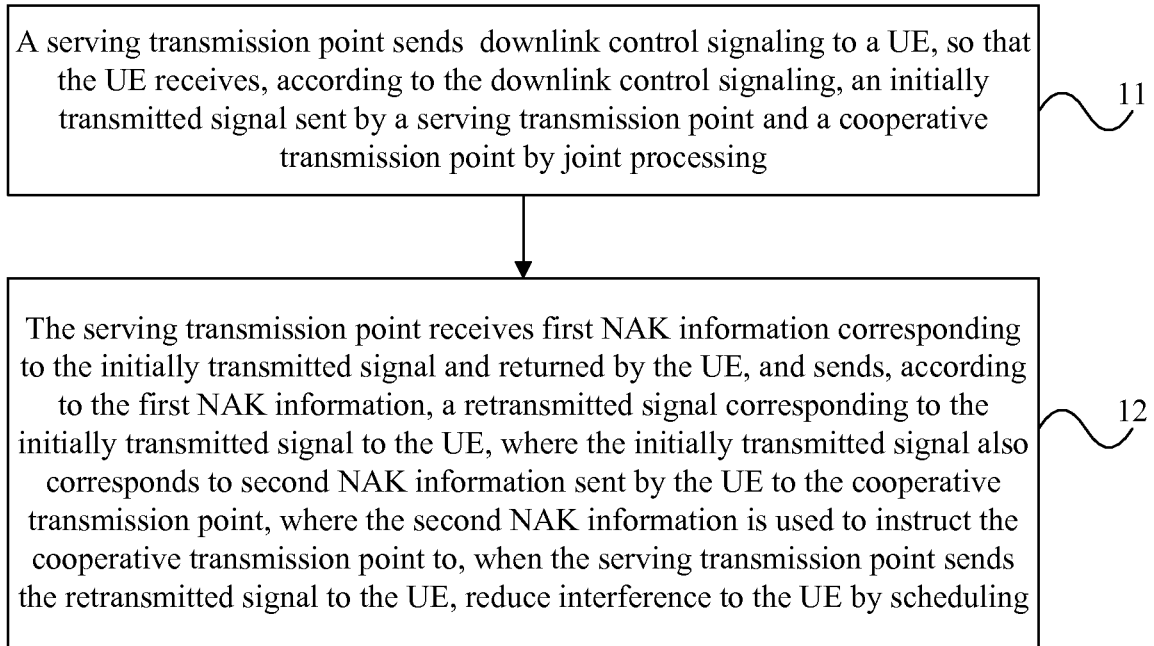 A serving transmission point sends downlink control signaling to a UE, so that
the UE receives, according to the downlink control signaling, an initially
transmitted signal sent by a serving transmission point and a cooperative
transmission point by joint processing
11
The serving transmission point receives first NAK information corresponding
to the initially transmitted signal and returned by the UE, and sends, according
to the first NAK information, a retransmitted signal corresponding to the
initially transmitted signal to the UE, where the initially transmitted signal also
corresponds to second NAK information sent by the UE to the cooperative
transmission point, where the second NAK information is used to instruct the
cooperative transmission point to, when the serving transmission point sends
the retransmitted signal to the UE, reduce interference to the UE by scheduling
12